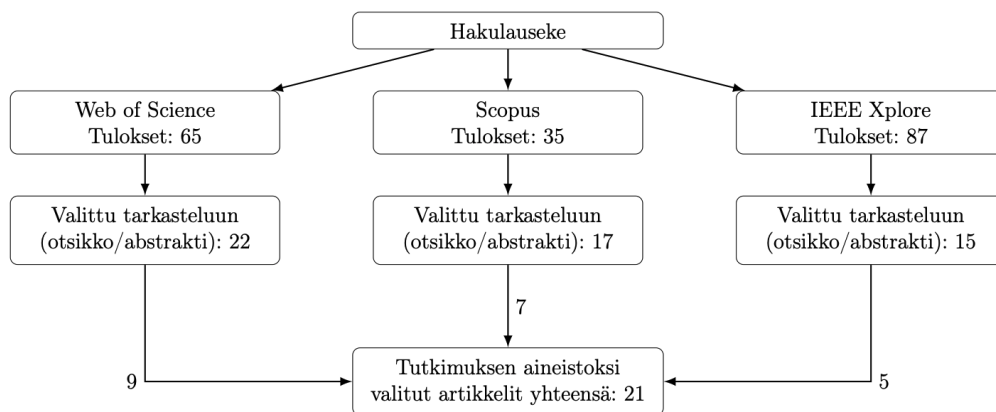 Hakulauseke
Web of Science
Tulokset: 65
Scopus
Tulokset: 35
IEEE Xplore
Tulokset: 87
Valittu tarkasteluun
(otsikko/abstrakti): 22
Valittu tarkasteluun
(otsikko/abstrakti): 17
Valittu tarkasteluun
(otsikko/abstrakti): 15
7
9
Tutkimuksen aineistoksi
valitut artikkelit yhteensä: 21
5